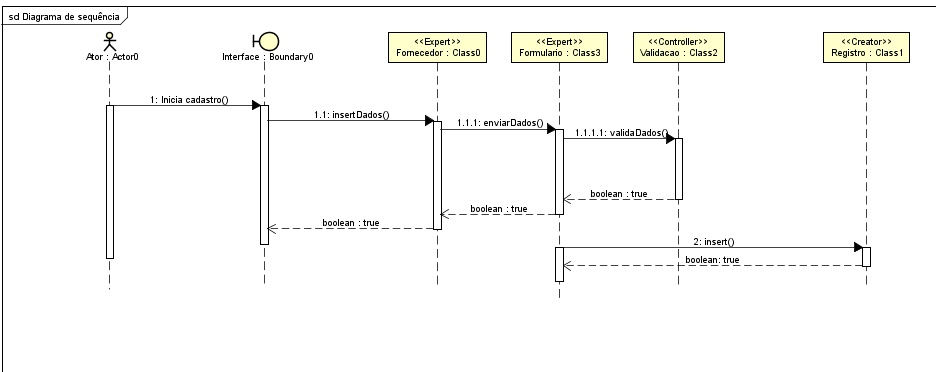 sd Diagrama de sequência
Ator : Actor0
Interface : Boundary0
<<Expert>>
Fornecedor : Class0
<<Expert>>
Formulario : Class3
<<Controller>>
Validacao : Class2
<<Creator>>
Registro : Class1
1: Inicia cadastro()
1.1: insertDados()
1.1.1: enviarDados()
1.1.1.1: validaDados()
boolean : true
boolean : true
boolean : true
2: insert()
boolean: true